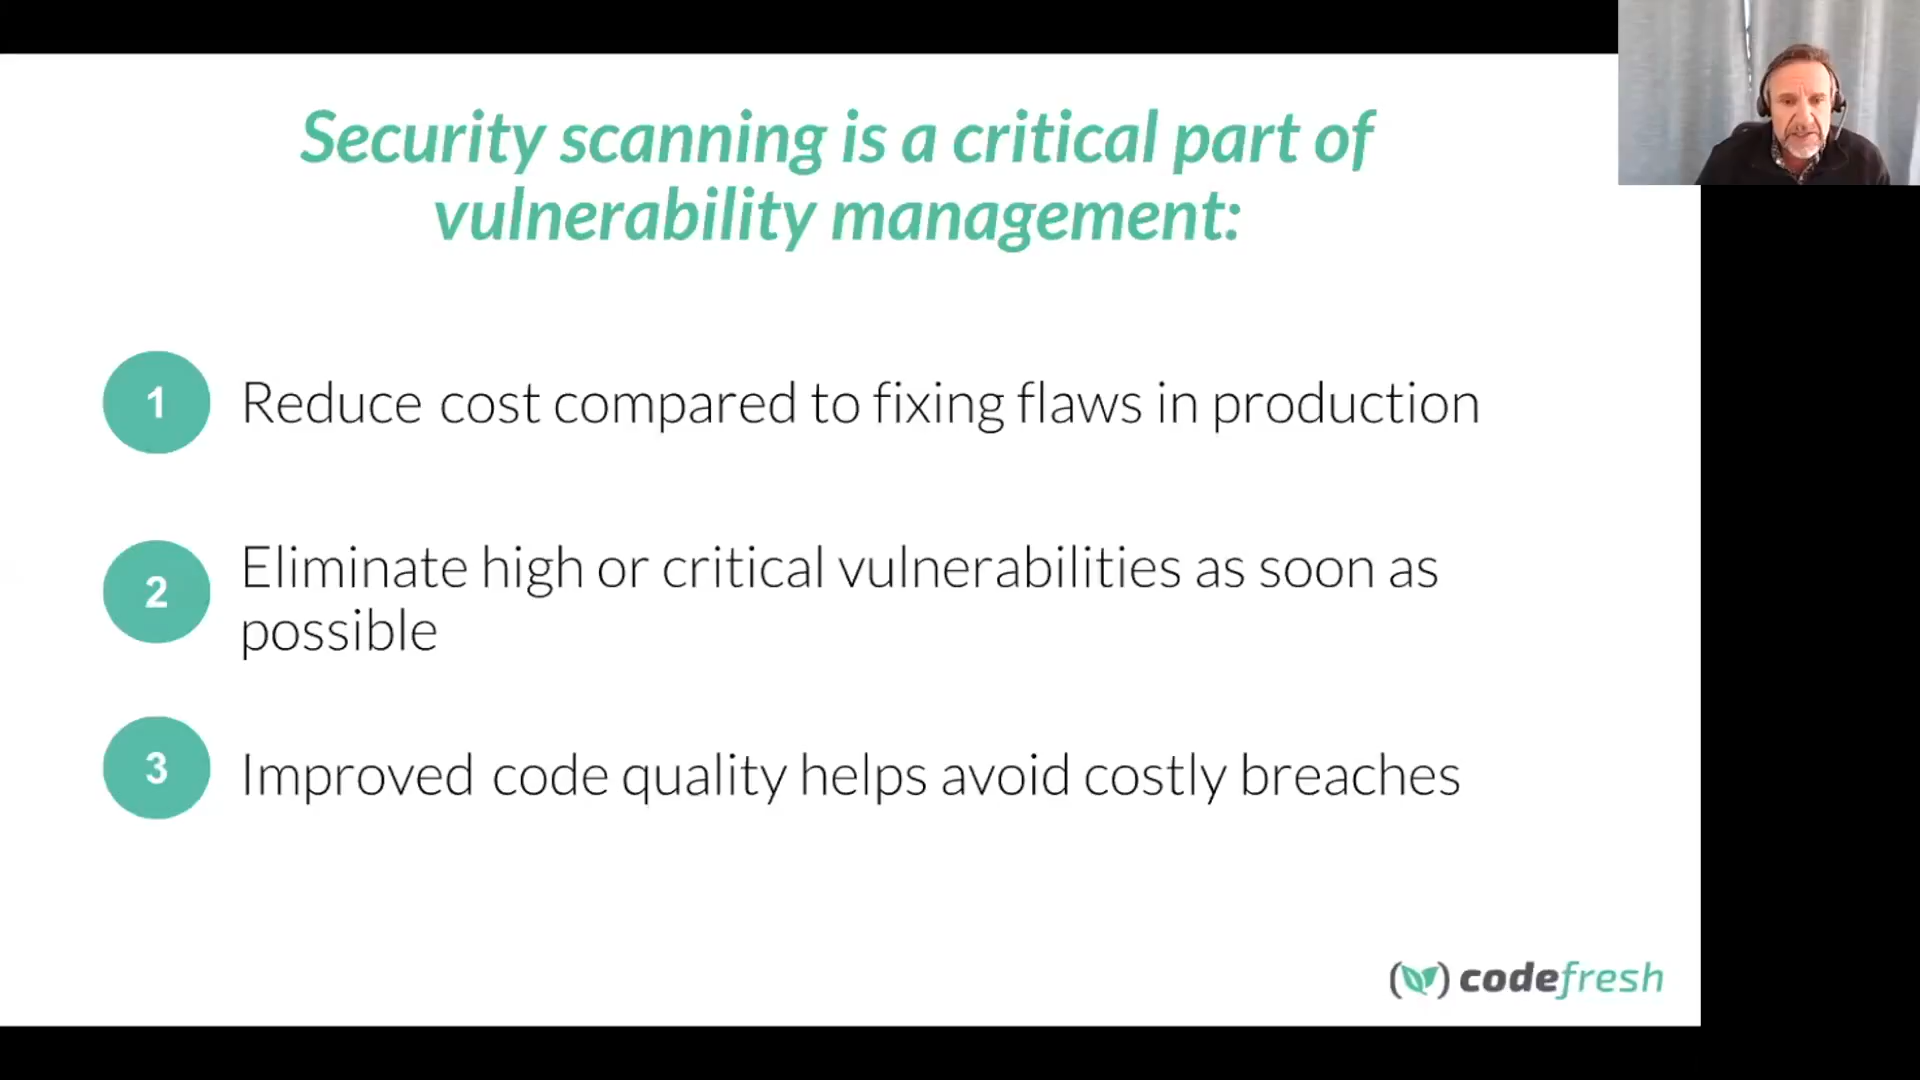 Security scanning is a critical part of
vulnerability management:
1
Reduce cost compared to fixing flaws in production
2
Eliminate high or critical vulnerabilities as soon as
possible
3
Improved code quality helps avoid costly breaches
codefresh